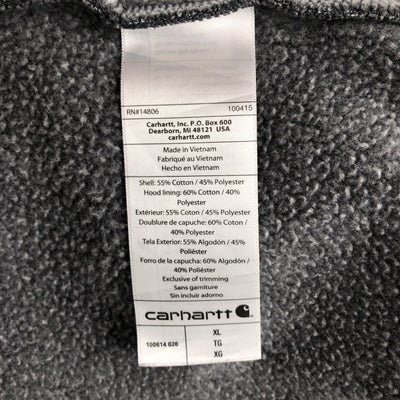 RN#14806 100415
Carhartt, Inc. P.O. Box 600
Dearborn, MI 48121 USA
carhartt.com
Made in Vietnam
Fabriqué au Vietnam
Hecho en Vietnam
Shell: 55% Cotton / 45% Polyester
Hood lining: 60% Cotton / 40%
Polyester
Extérieur: 55% Coton / 45% Polyester
Doublure de capuche: 60% Coton /
40% Polyester
Tela Exterior: 55% Algodón / 45%
Poliéster
Forro de la capucha: 60% Algodón /
40% Poliéster
Exclusive of trimming
Sans garniture
Sin incluir adorno
carhartt
100614 026
XL
TG
XG